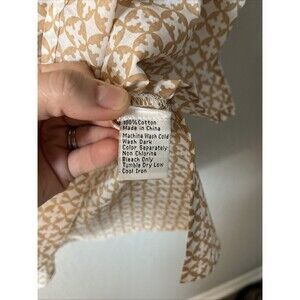 100% Cotton
Made in China
Machine Wash Cold
Wash Dark
Color Separately
Non Chlorine
Bleach Only
Tumble Dry Low
Cool Iron